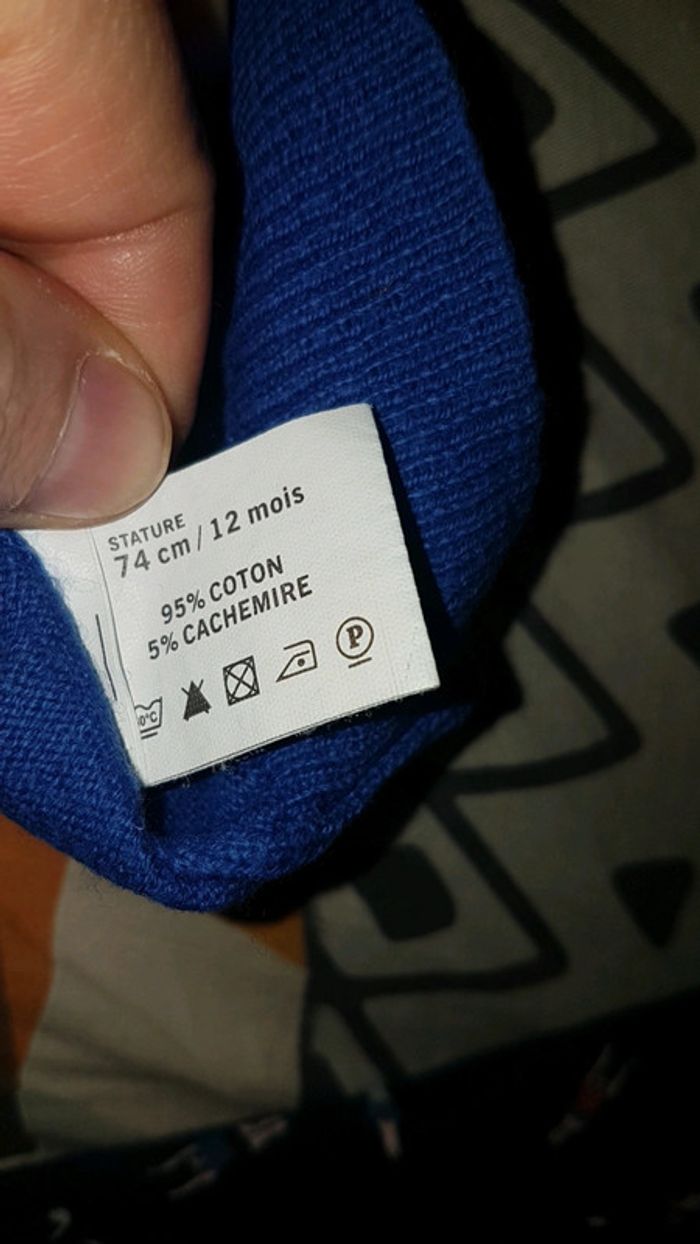 STATURE
74 cm / 12 mois
95% COTON
5% CACHEMIRE
P